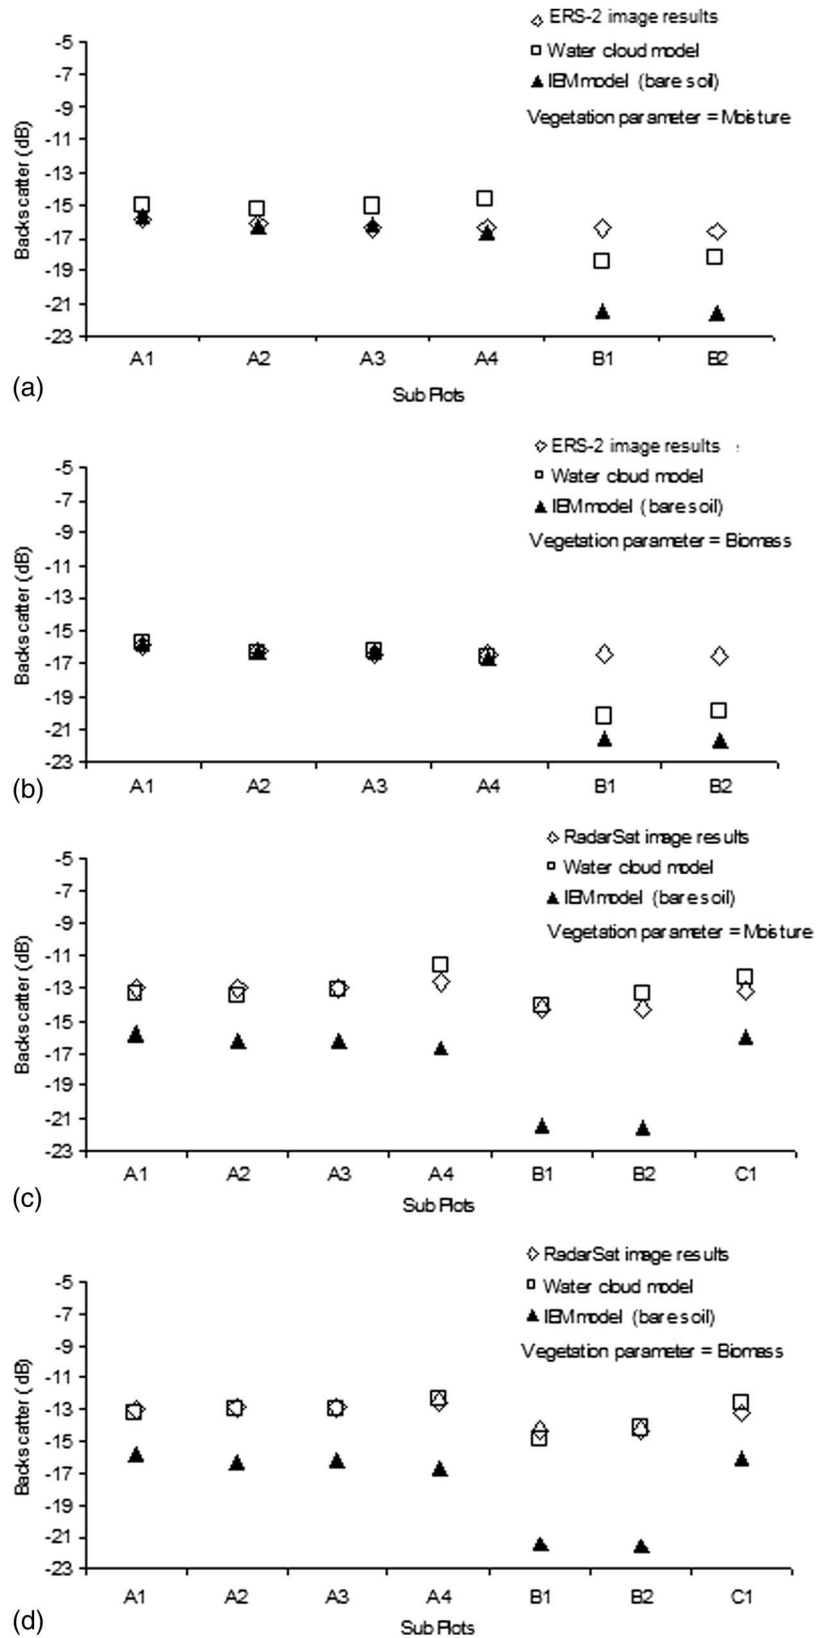 ERS-2 image results
Water cloud model
IEM model (bare soil)
Vegetation parameter = Moisture
Backscatter (dB)
-5
-7
-9
-11
-13
-15
-17
-19
-21
-23
A1 A2 A3 A4 B1 B2
Sub Plots
(a)
ERS-2 image results
Water cloud model
IEM model (bare soil)
Vegetation parameter = Biomass
Backscatter (dB)
-5
-7
-9
-11
-13
-15
-17
-19
-21
-23
A1 A2 A3 A4 B1 B2
(b)
RadarSat image results
Water cloud model
IEM model (bare soil)
Vegetation parameter = Moisture
Backscatter (dB)
-5
-7
-9
-11
-13
-15
-17
-19
-21
-23
A1 A2 A3 A4 B1 B2 C1
Sub Plots
(c)
RadarSat image results
Water cloud model
IEM model (bare soil)
Vegetation parameter = Biomass
Backscatter (dB)
-5
-7
-9
-11
-13
-15
-17
-19
-21
-23
A1 A2 A3 A4 B1 B2 C1
Sub Plots
(d)